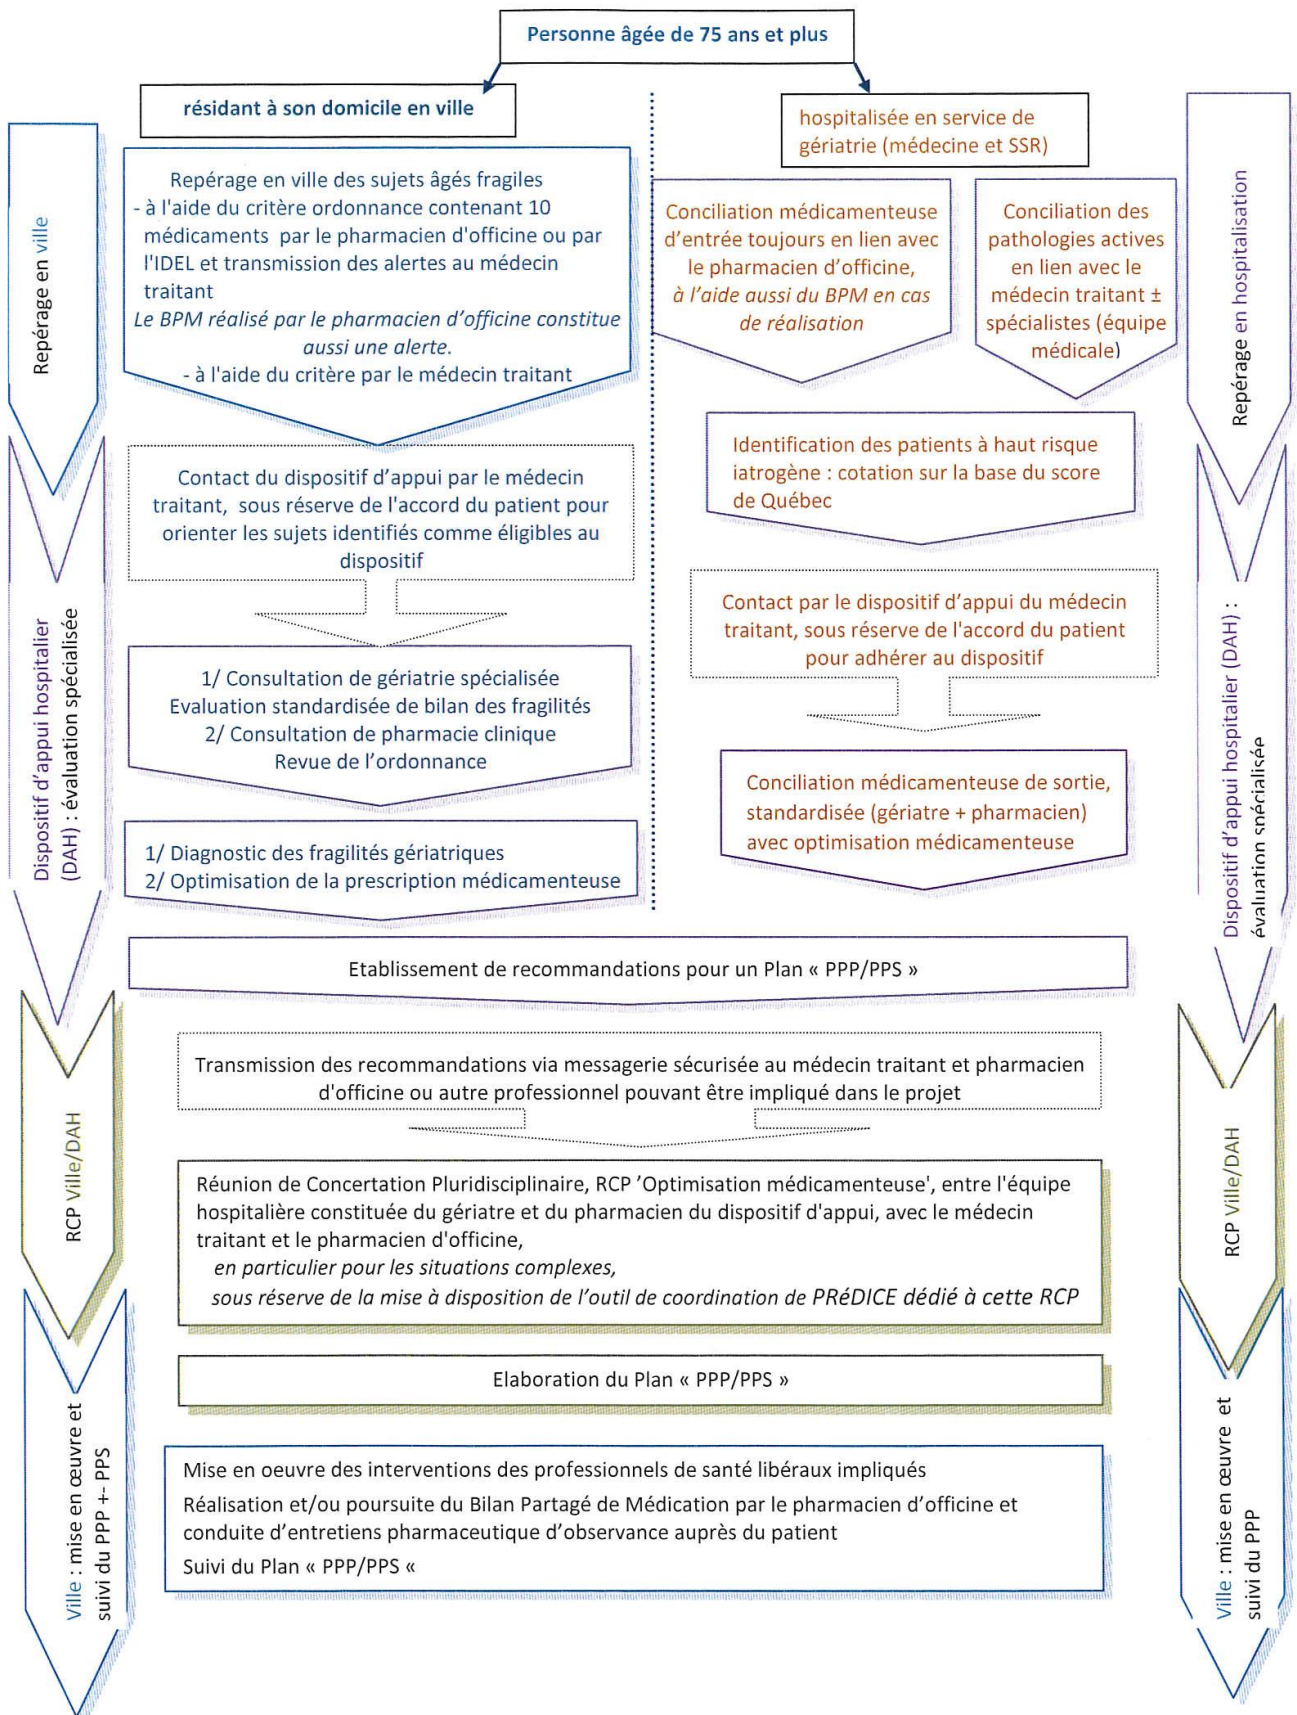 Personne âgée de 75 ans et plus
résidant à son domicile en ville
hospitalisée en service de
gériatrie (médecine et SSR)
Repérage en ville
Repérage en ville des sujets âgés fragiles
- à l'aide du critère ordonnance contenant 10
médicaments par le pharmacien d'officine ou par
l'IDEL et transmission des alertes au médecin
traitant
Le BPM réalisé par le pharmacien d'officine constitue
aussi une alerte.
- à l'aide du critère par le médecin traitant
Conciliation médicamenteuse
d'entrée toujours en lien avec
le pharmacien d'officine,
à l'aide aussi du BPM en cas
de réalisation
Conciliation des
pathologies actives
en lien avec le
médecin traitant ±
spécialistes (équipe
médicale)
Repérage en hospitalisation
Identification des patients à haut risque
iatrogène : cotation sur la base du score
de Québec
Contact du dispositif d'appui par le médecin
traitant, sous réserve de l'accord du patient pour
orienter les sujets identifiés comme éligibles au
dispositif
Contact par le dispositif d'appui du médecin
traitant, sous réserve de l'accord du patient
pour adhérer au dispositif
Dispositif d'appui hospitalier
(DAH) : évaluation spécialisée
1/ Consultation de gériatrie spécialisée
Evaluation standardisée de bilan des fragilités
2/ Consultation de pharmacie clinique
Revue de l'ordonnance
Conciliation médicamenteuse de sortie,
standardisée (gériatre + pharmacien)
avec optimisation médicamenteuse
Dispositif d'appui hospitalier (DAH) :
évaluation spécialisée
1/ Diagnostic des fragilités gériatriques
2/ Optimisation de la prescription médicamenteuse
Etablissement de recommandations pour un Plan « PPP/PPS »
Transmission des recommandations via messagerie sécurisée au médecin traitant et pharmacien
d'officine ou autre professionnel pouvant être impliqué dans le projet
RCP Ville/DAH
Réunion de Concertation Pluridisciplinaire, RCP 'Optimisation médicamenteuse', entre l'équipe
hospitalière constituée du gériatre et du pharmacien du dispositif d'appui, avec le médecin
traitant et le pharmacien d'officine,
en particulier pour les situations complexes,
sous réserve de la mise à disposition de l'outil de coordination de PRéDICE dédié à cette RCP
RCP Ville/DAH
Elaboration du Plan « PPP/PPS »
Ville : mise en œuvre et
suivi du PPP +- PPS
Mise en oeuvre des interventions des professionnels de santé libéraux impliqués
Réalisation et/ou poursuite du Bilan Partagé de Médication par le pharmacien d'officine et
conduite d'entretiens pharmaceutique d'observance auprès du patient
Suivi du Plan « PPP/PPS «
Ville : mise en œuvre et
suivi du PPP